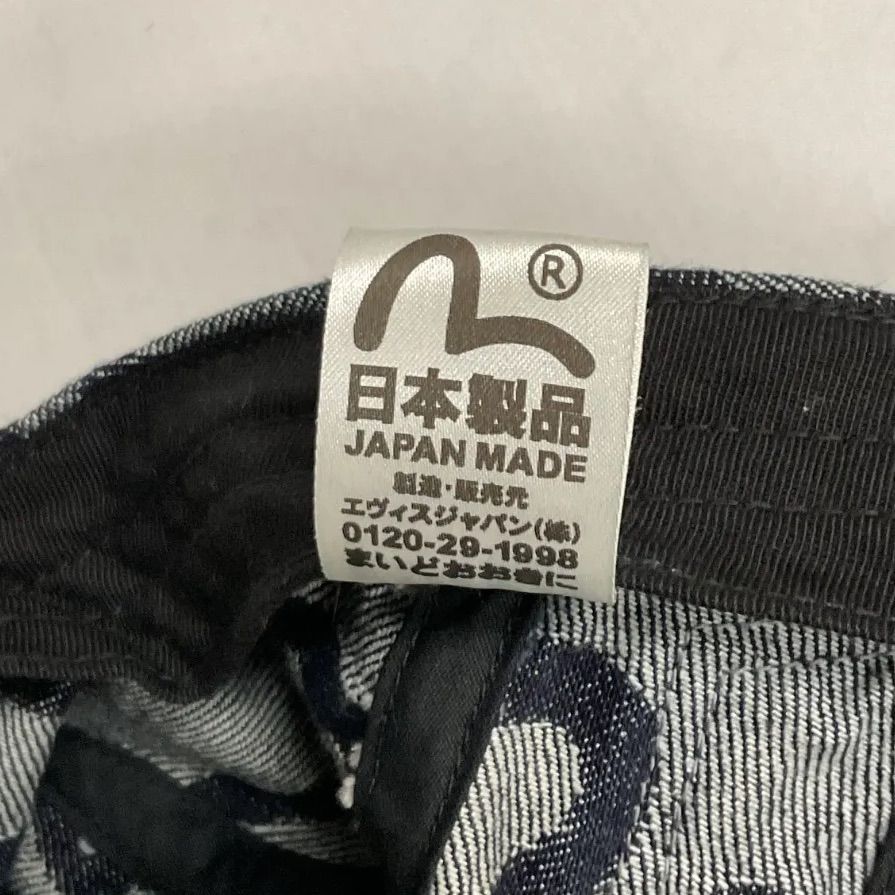 ®
日本製品
JAPAN MADE
製造・販売元
エヴィスジャパン(株)
0120-29-1998
まいどおおきに